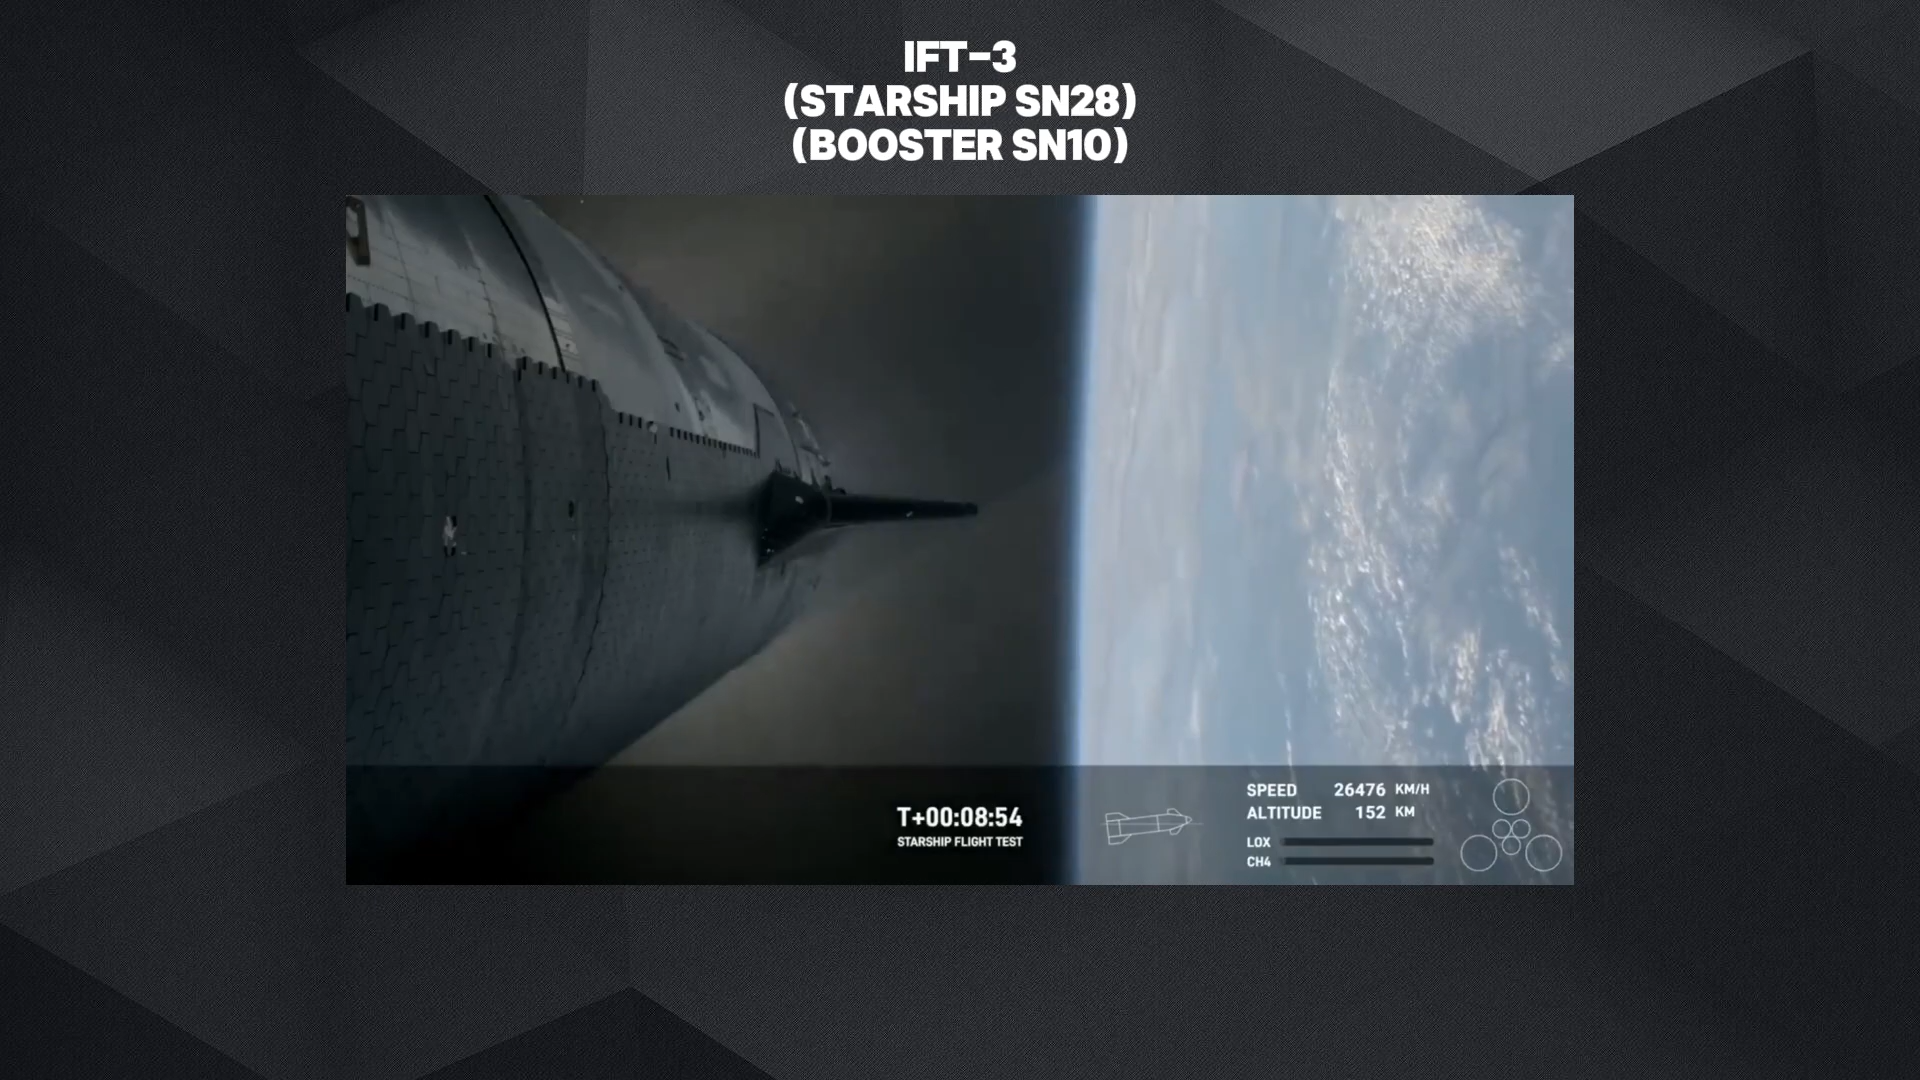 IFT-3
(STARSHIP SN28)
(BOOSTER SN10)
T+00:08:54
STARSHIP FLIGHT TEST
SPEED 26476 KM/H
ALTITUDE 152 KM
LOX
CH4